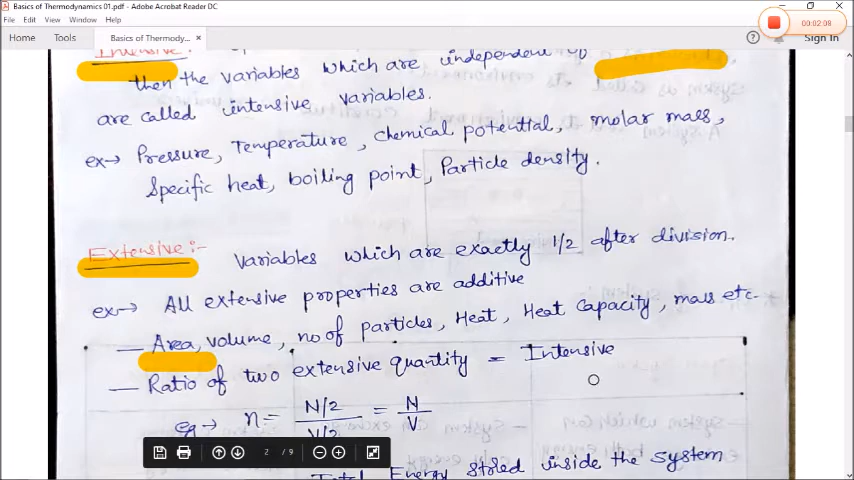 Basics of Thermodynamics 01.pdf - Adobe Acrobat Reader DC
File Edit View Window Help
00:02:08
Home Tools Basics of Thermody... × Sign In
Intensive :
then the variables which are independent of
are called intensive variables.
ex→ Pressure, Temperature, Chemical potential, molar mass,
Specific heat, boiling point, Particle density.
Extensive :- Variables which are exactly 1/2 after division.
ex→ All extensive properties are additive
— Area, volume, no of particles, Heat, Heat Capacity, mass etc-
— Ratio of two extensive quantity = Intensive
eg → n = N/2 / V/2 = N/V
2 / 9
Total Energy stored inside the system